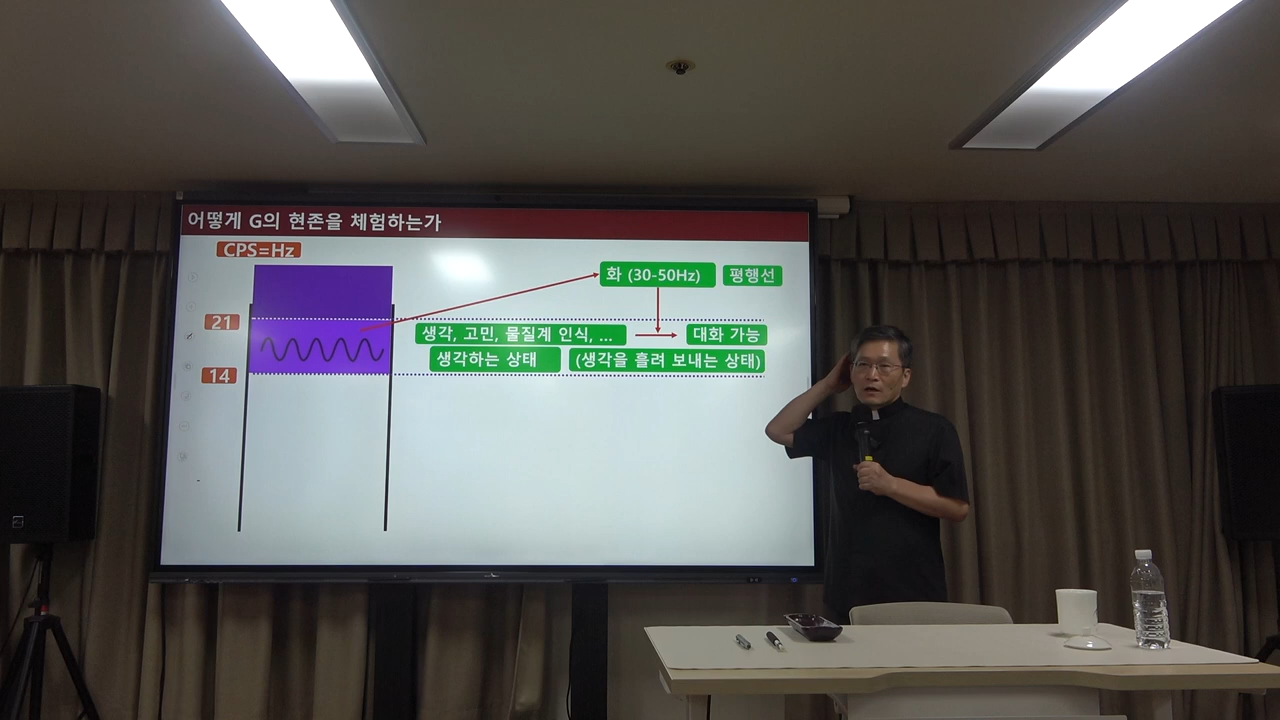 어떻게 G의 현존을 체험하는가
CPS=Hz
화 (30-50Hz) 평행선
21
생각, 고민, 물질계 인식, ... 대화 가능
생각하는 상태 (생각을 흘려 보내는 상태)
14